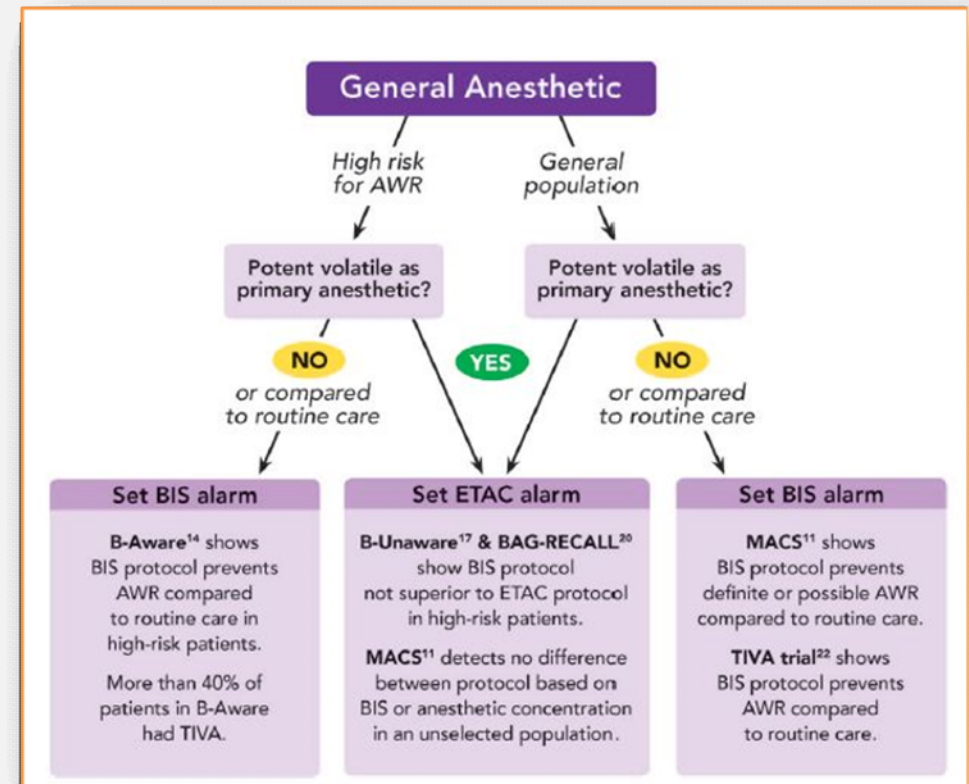 General Anesthetic
High risk
for AWR
General
population
Potent volatile as
primary anesthetic?
Potent volatile as
primary anesthetic?
NO
YES
NO
or compared
to routine care
or compared
to routine care
Set BIS alarm
B-Aware¹⁴ shows
BIS protocol prevents
AWR compared
to routine care in
high-risk patients.
More than 40% of
patients in B-Aware
had TIVA.
Set ETAC alarm
B-Unaware¹⁷ & BAG-RECALL²⁰
show BIS protocol
not superior to ETAC protocol
in high-risk patients.
MACS¹¹ detects no difference
between protocol based on
BIS or anesthetic concentration
in an unselected population.
Set BIS alarm
MACS¹¹ shows
BIS protocol prevents
definite or possible AWR
compared to routine care.
TIVA trial²² shows
BIS protocol prevents
AWR compared
to routine care.